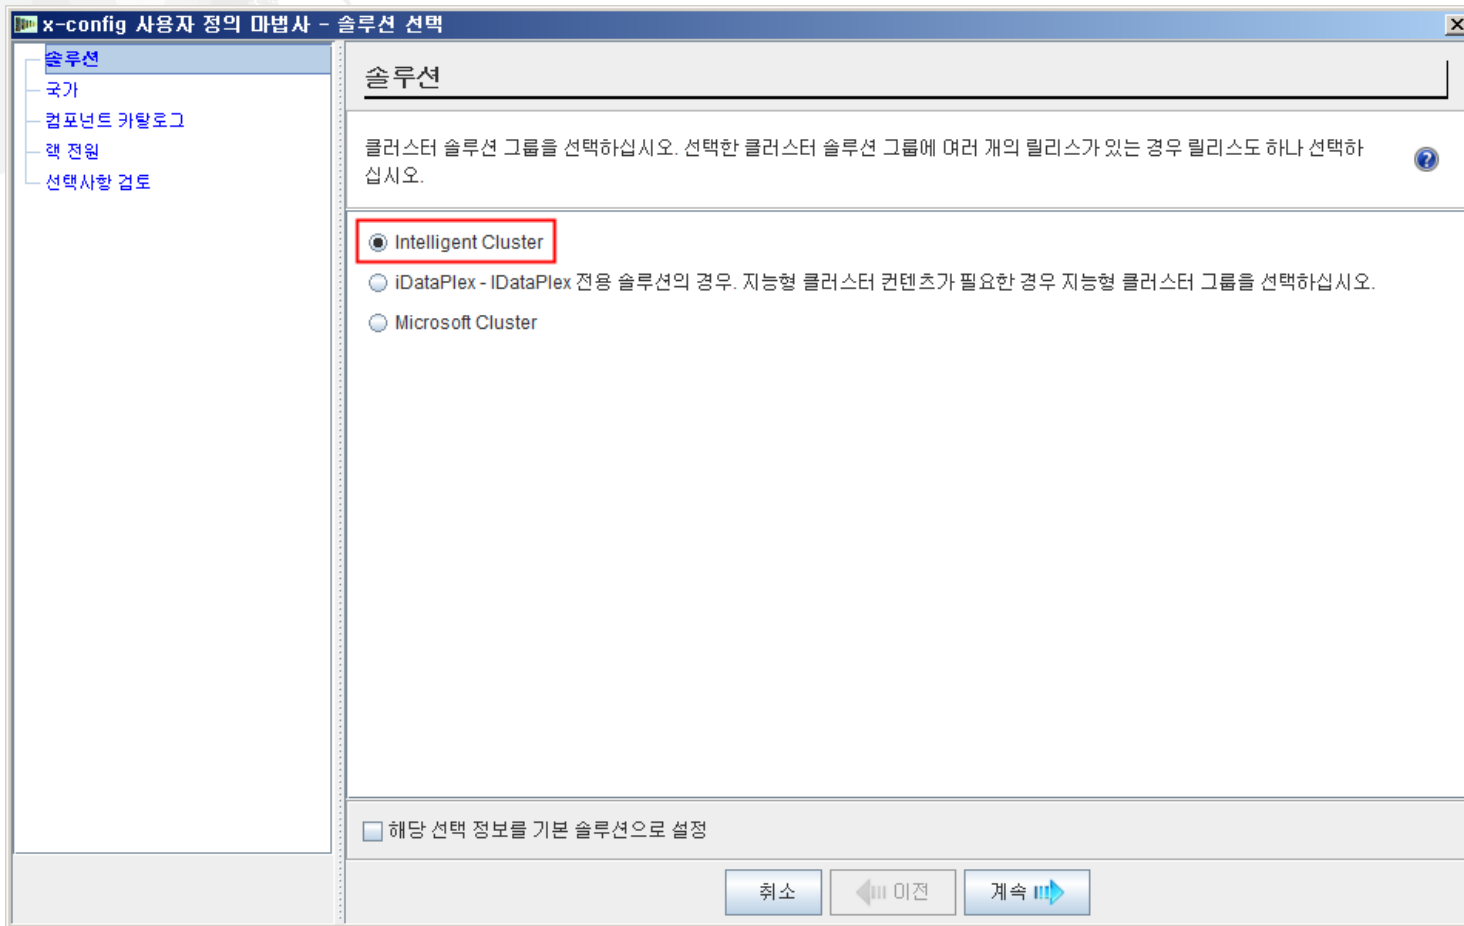 x-config 사용자 정의 마법사 - 솔루션 선택
솔루션
국가
컴포넌트 카탈로그
랙 전원
선택사항 검토
솔루션
클러스터 솔루션 그룹을 선택하십시오. 선택한 클러스터 솔루션 그룹에 여러 개의 릴리스가 있는 경우 릴리스도 하나 선택하
십시오.
Intelligent Cluster
iDataPlex - IDataPlex 전용 솔루션의 경우. 지능형 클러스터 컨텐츠가 필요한 경우 지능형 클러스터 그룹을 선택하십시오.
Microsoft Cluster
해당 선택 정보를 기본 솔루션으로 설정
취소
이전
계속